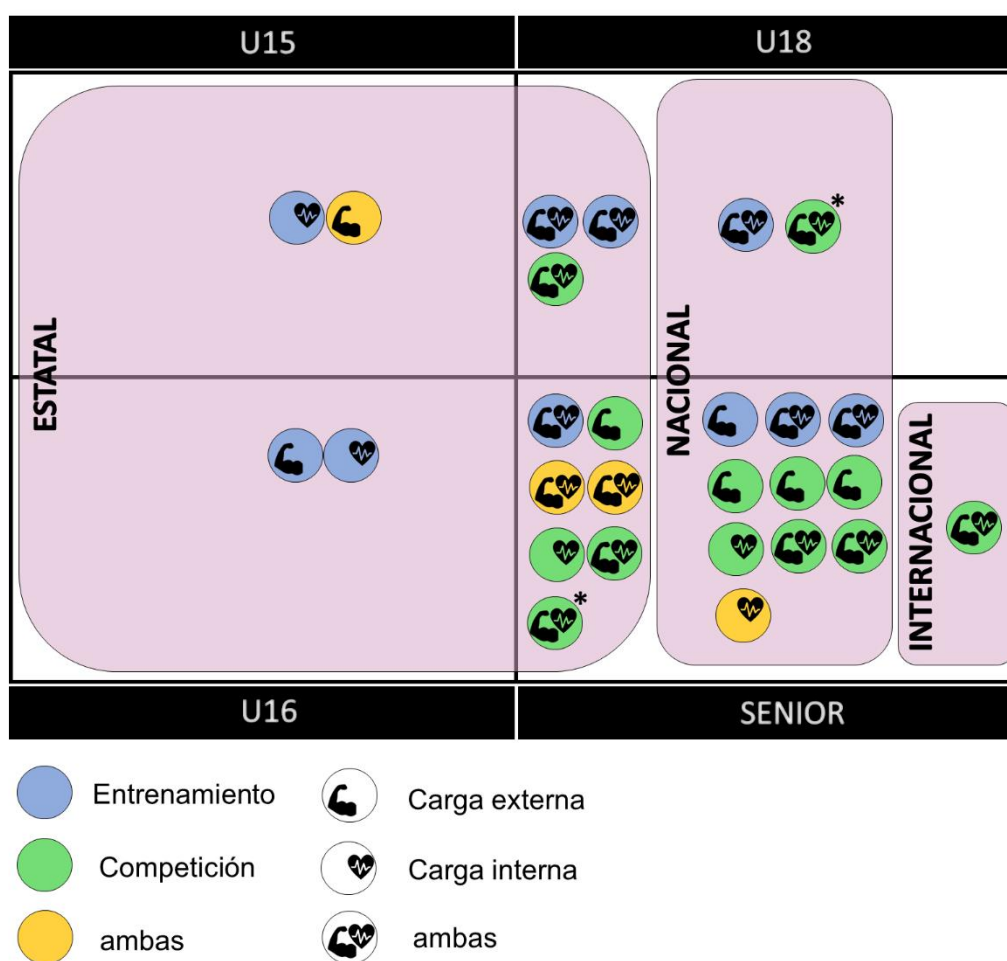 U15
U18
*
ESTATAL
NACIONAL
INTERNACIONAL
*
U16
SENIOR
Entrenamiento
Carga externa
Competición
Carga interna
ambas
ambas